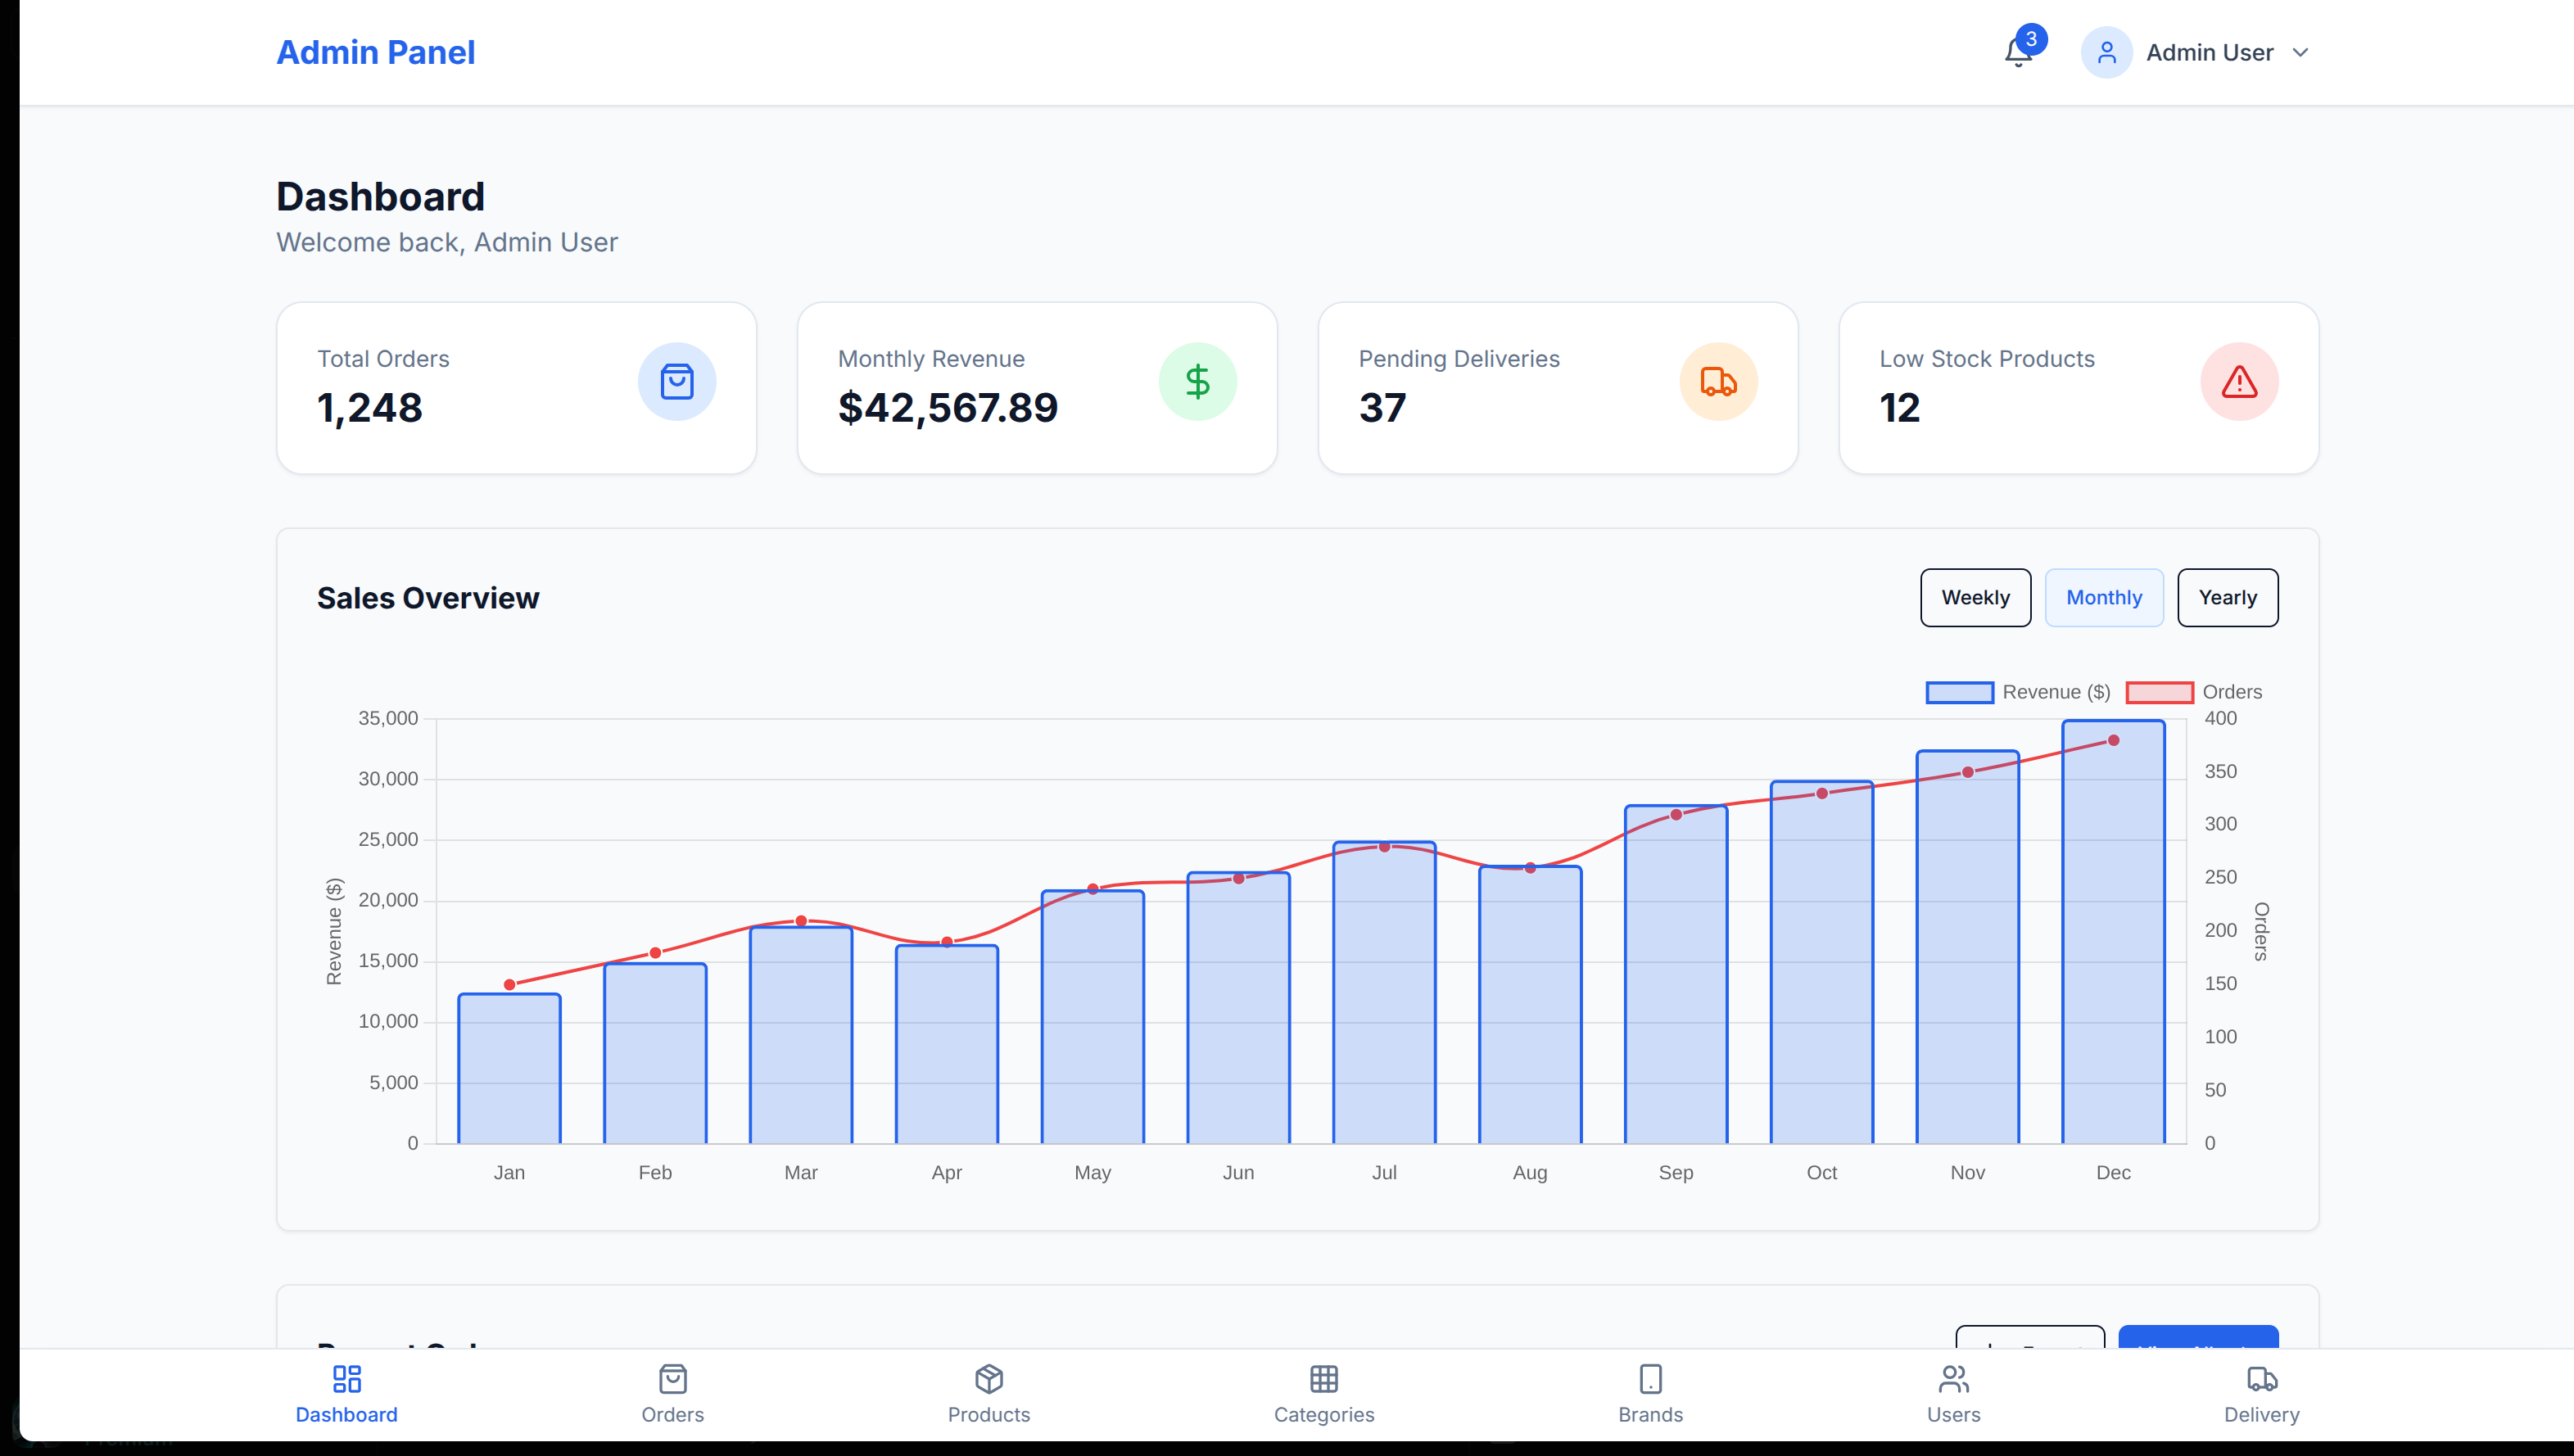 Admin Panel
3
Admin User
Dashboard
Welcome back, Admin User
Total Orders
1,248
Monthly Revenue
$42,567.89
Pending Deliveries
37
Low Stock Products
12
Sales Overview
Weekly
Monthly
Yearly
Revenue ($)
Orders
35,000
30,000
25,000
20,000
15,000
10,000
5,000
0
Revenue ($)
400
350
300
250
200
150
100
50
0
Orders
Jan
Feb
Mar
Apr
May
Jun
Jul
Aug
Sep
Oct
Nov
Dec
Dashboard
Orders
Products
Categories
Brands
Users
Delivery